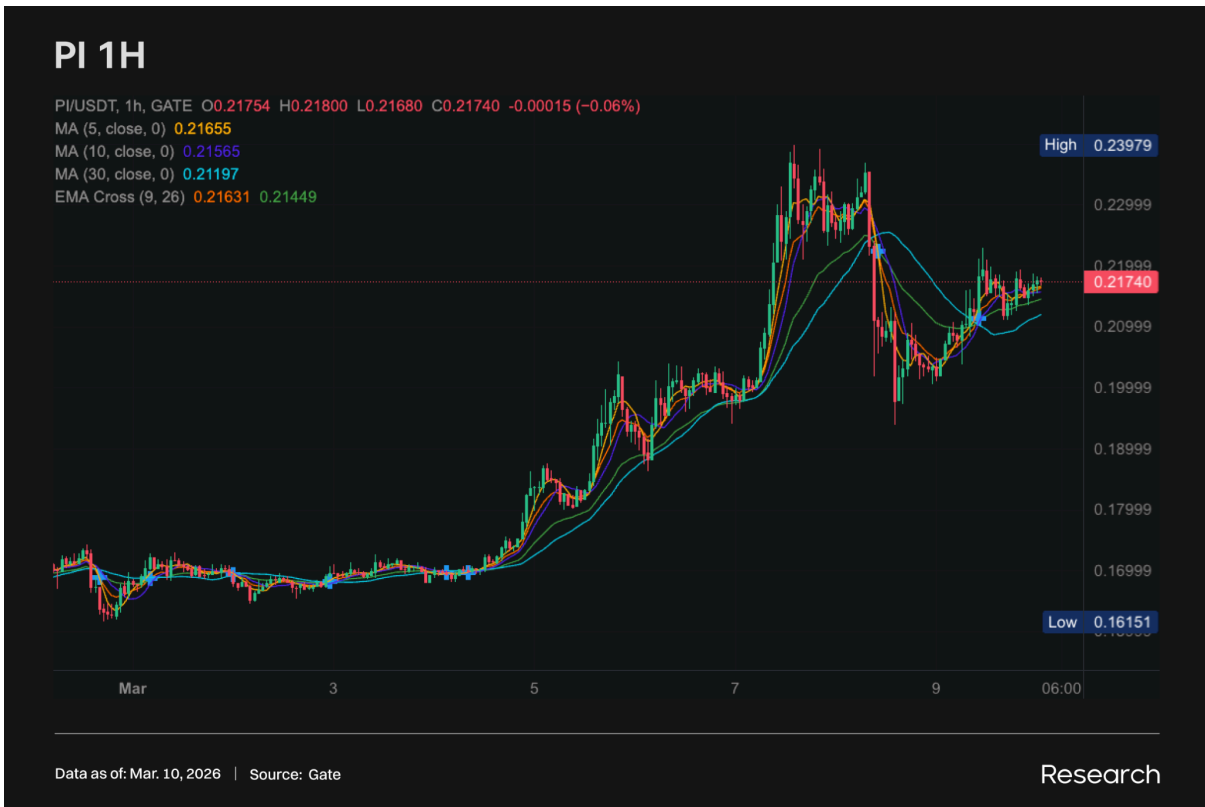 PI 1H
PI/USDT, 1h, GATE O0.21754 H0.21800 L0.21680 C0.21740 -0.00015 (−0.06%)
MA (5, close, 0) 0.21655
MA (10, close, 0) 0.21565
MA (30, close, 0) 0.21197
EMA Cross (9, 26) 0.21631 0.21449
High 0.23979
0.22999
0.21999
0.21740
0.20999
0.19999
0.18999
0.17999
0.16999
Low 0.16151
Mar 3 5 7 9 06:00
Data as of: Mar. 10, 2026 | Source: Gate
Research